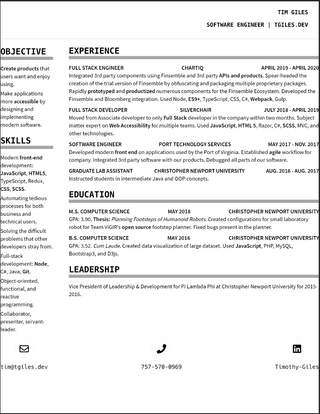 TIM GILES
SOFTWARE ENGINEER | TGILES.DEV
OBJECTIVE
Create products that
users want and enjoy
using.
Make applications
more accessible by
designing and
implementing
modern software.
SKILLS
Modern front-end
development:
JavaScript, HTML5,
TypeScript, Redux,
CSS, SCSS.
Automating tedious
processes for both
business and
technical users.
Solving the difficult
problems that other
developers stray from.
Full-stack
development: Node,
C#, Java, Git.
Object-oriented,
functional, and
reactive
programming.
Collaborator,
presenter, servant-
leader.
EXPERIENCE
FULL STACK ENGINEER CHARTIQ APRIL 2019 - APRIL 2020
Integrated 3rd party components using Finsemble and 3rd party APIs and products. Spear-headed the
creation of the trial version of Finsemble by obfuscating and packaging multiple proprietary packages.
Rapidly prototyped and productized numerous components for the Finsemble Ecosystem. Developed the
Finsemble and Bloomberg integration. Used Node, ES9+, TypeScript, CSS, C#, Webpack, Gulp.
FULL STACK DEVELOPER SILVERCHAIR JULY 2018 - APRIL 2019
Moved from Associate developer to only Full Stack in the company within two months. Subject
matter expert on Web Accessibility for multiple teams. Used JavaScript, HTML 5, Razor, C#, SCSS, MVC, and
other technologies.
SOFTWARE ENGINEER PORT TECHNOLOGY SERVICES MAY 2017 - NOV. 2017
Developed modern front end on applications used by the Port of Virginia. Established agile workflow for
company. Integrated 3rd party software with our products. Debugged all parts of our software.
GRADUATE LAB ASSISTANT CHRISTOPHER NEWPORT UNIVERSITY AUG. 2016 - AUG. 2017
Instructed students in intermediate Java and OOP concepts.
EDUCATION
M.S. COMPUTER SCIENCE MAY 2018 CHRISTOPHER NEWPORT UNIVERSITY
GPA: 3.90. Thesis: Planning Footsteps of Humanoid Robots. Created configurations for small laboratory
robot for Team ViGIR's open source footstep planner. Fixed bugs present in the planner.
B.S. COMPUTER SCIENCE MAY 2016 CHRISTOPHER NEWPORT UNIVERSITY
GPA: 3.52. Cum Laude. Created data visualization of large dataset. Used JavaScript, PHP, MySQL,
Bootstrap3, and D3js.
LEADERSHIP
Vice President of Leadership & Development for Pi Lambda Phi at Christopher Newport University for 2015-
2016.
tim@tgiles.dev 757-570-0969 Timothy-Giles